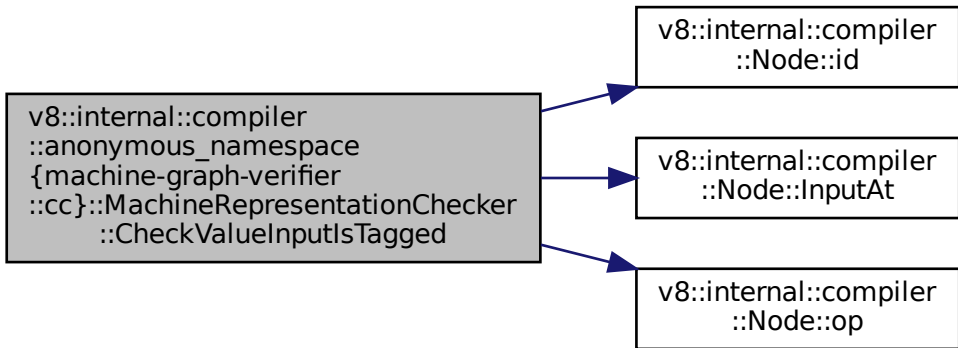 v8::internal::compiler
::anonymous_namespace
{machine-graph-verifier
::cc}::MachineRepresentationChecker
::CheckValueInputIsTagged
v8::internal::compiler
::Node::id
v8::internal::compiler
::Node::InputAt
v8::internal::compiler
::Node::op